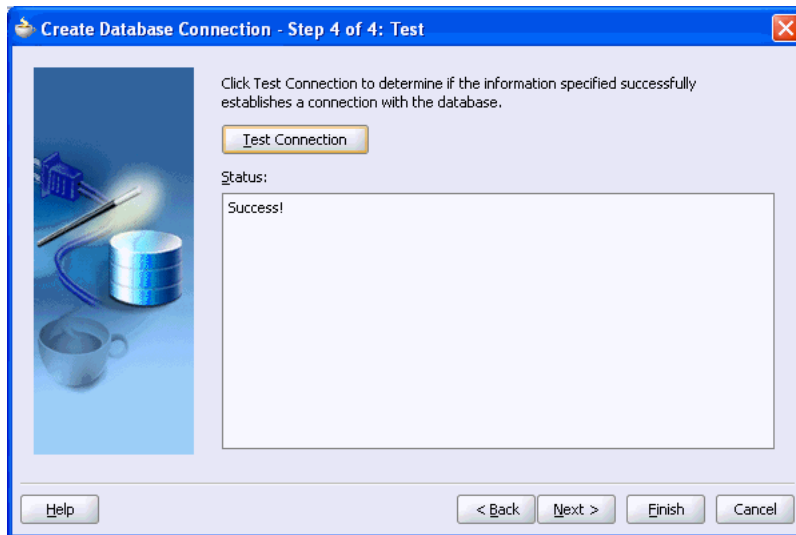 Create Database Connection - Step 4 of 4: Test
Click Test Connection to determine if the information specified successfully
establishes a connection with the database.
Test Connection
Status:
Success!
Help
< Back
Next >
Finish
Cancel